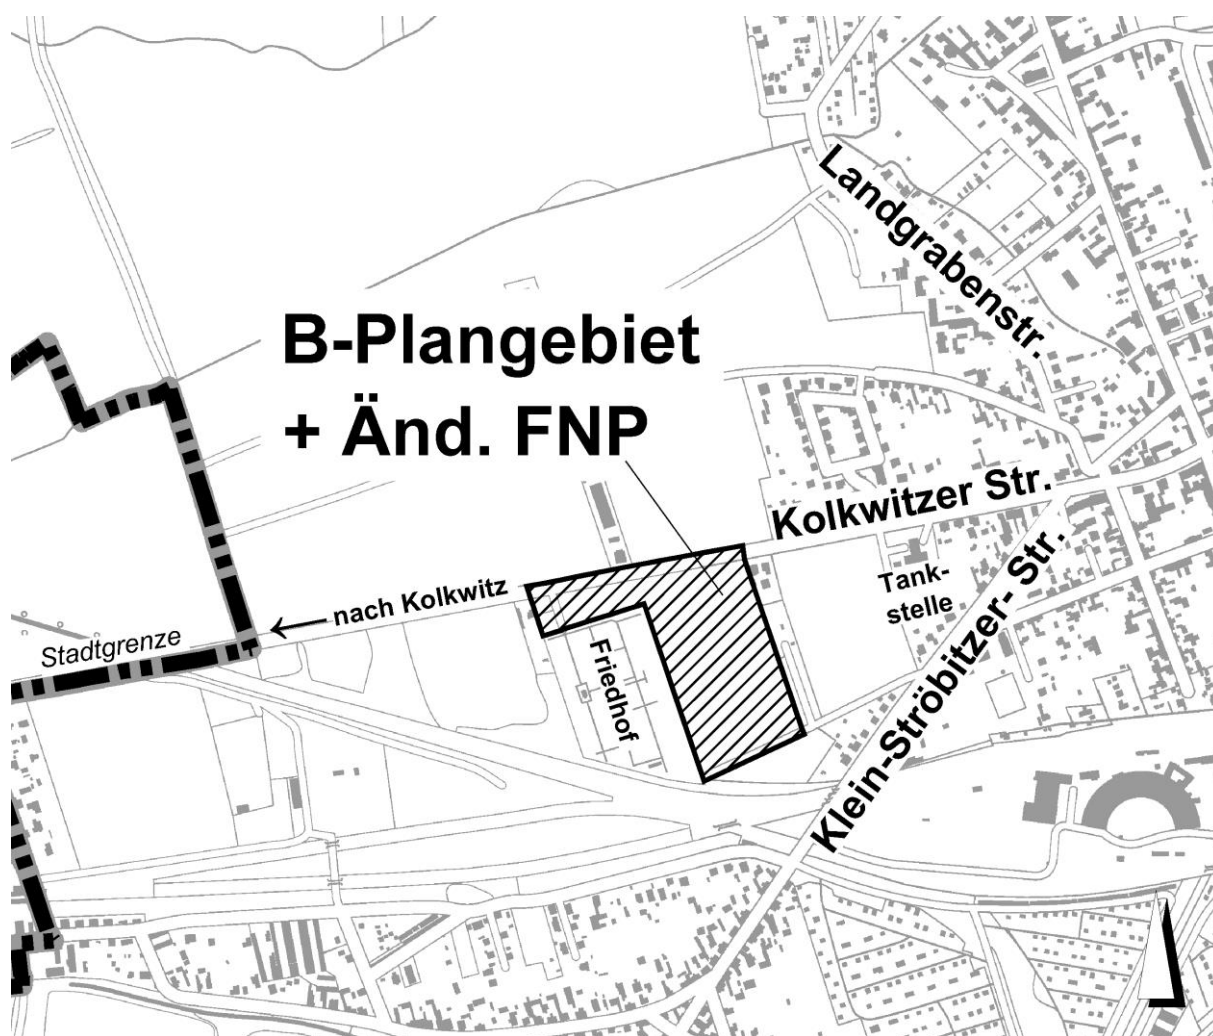 Landgrabenstr.
B-Plangebiet
+ Änd. FNP
Kolkwitzer Str.
Tank-
stelle
nach Kolkwitz
Stadtgrenze
Friedhof
Klein-Ströbitzer- Str.